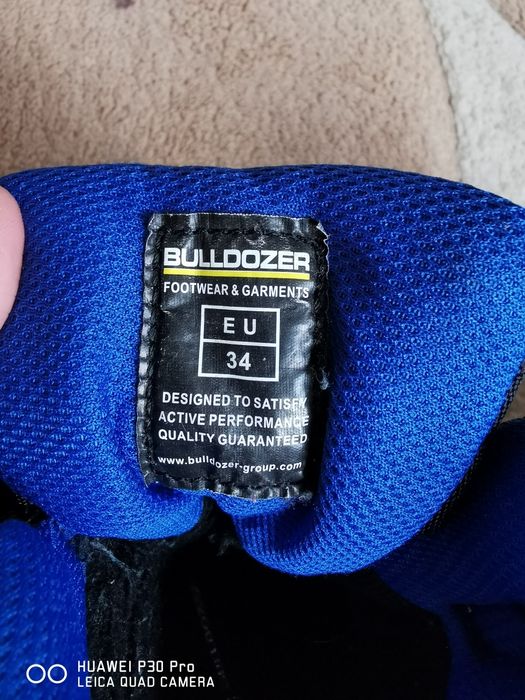 BULLDOZER
FOOTWEAR & GARMENTS
EU
34
DESIGNED TO SATISFY
ACTIVE PERFORMANCE
QUALITY GUARANTEED
www.bulldozer-group.com
HUAWEI P30 Pro
LEICA QUAD CAMERA